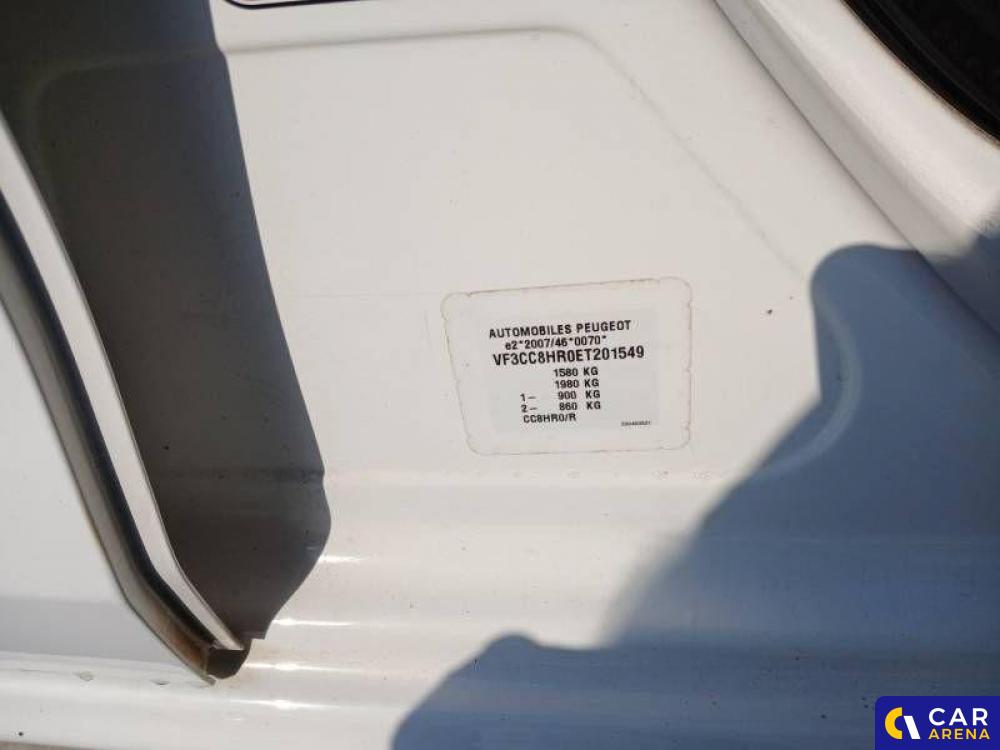 AUTOMOBILES PEUGEOT
e2*2007/46*0070*
VF3CC8HR0ET201549
1580 KG
1980 KG
1- 900 KG
2- 860 KG
CC8HR0/R
CAR
ARENA